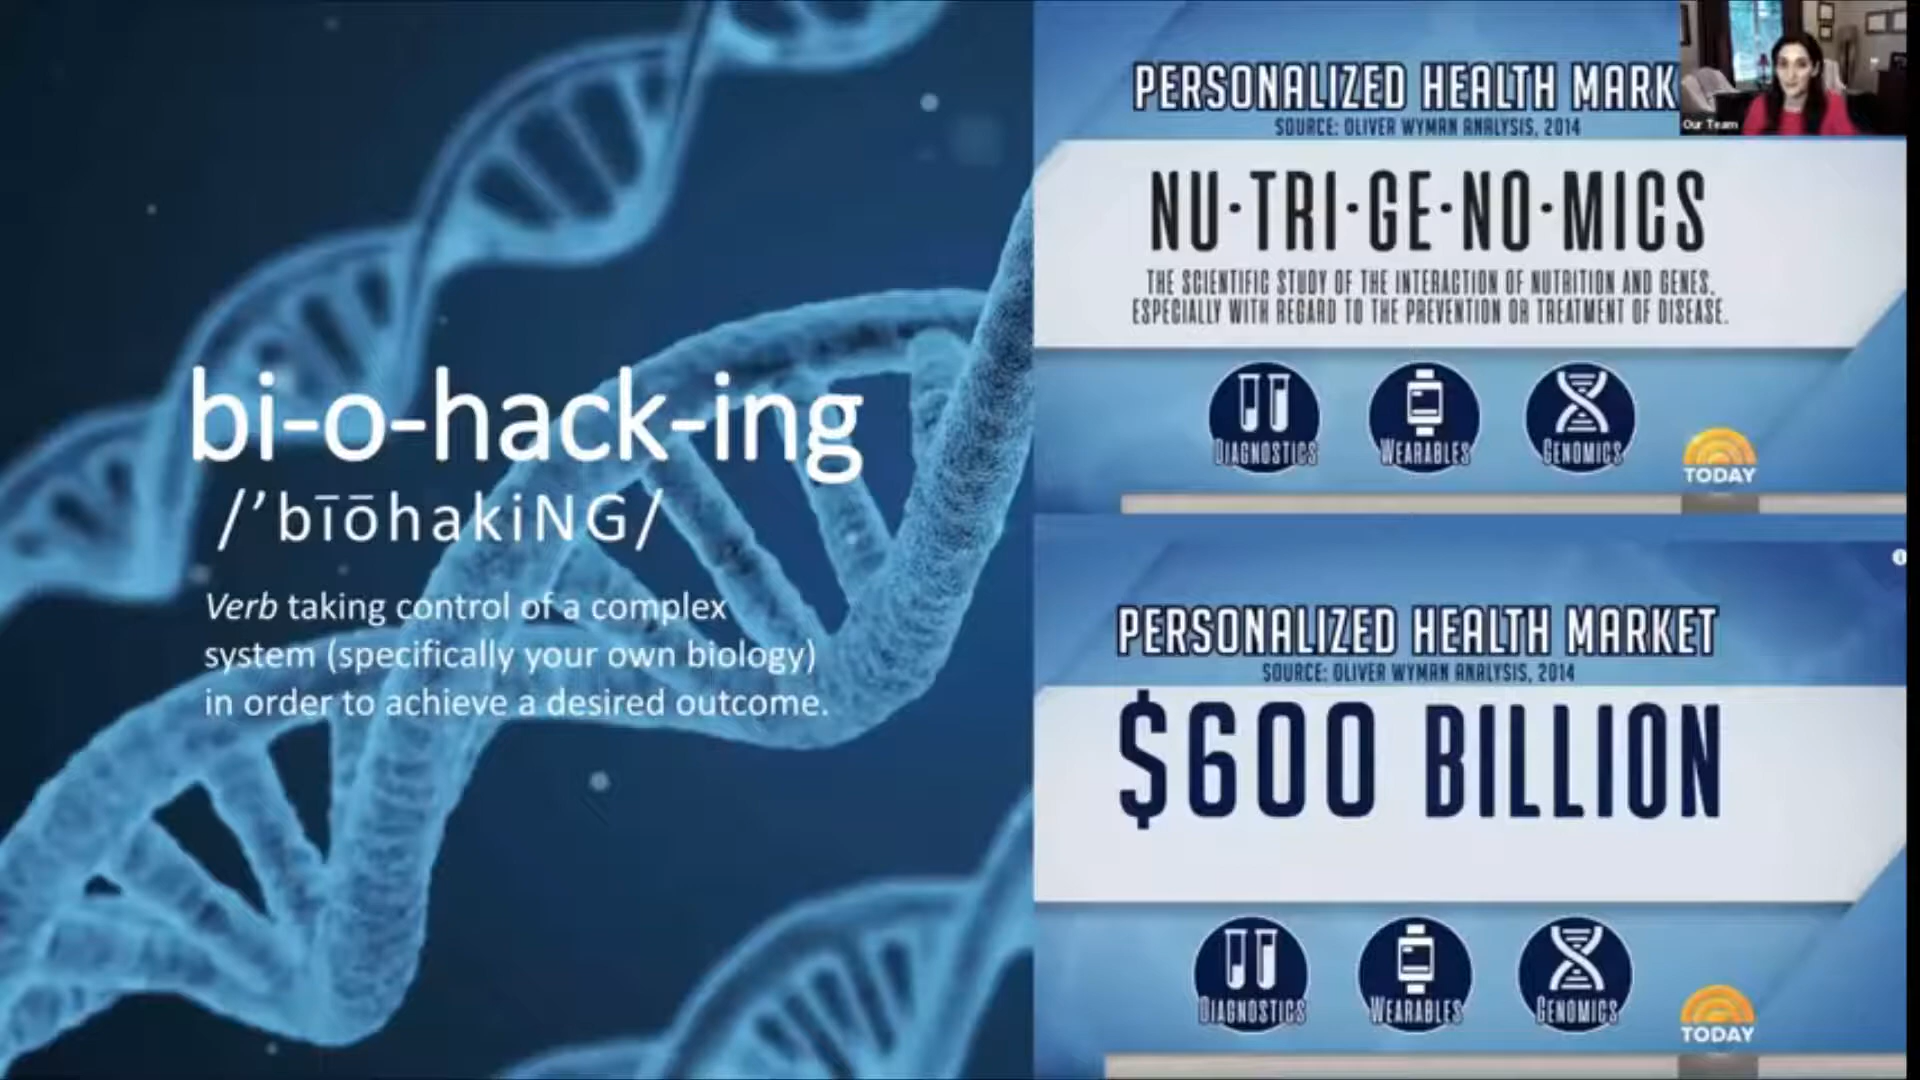 bi-o-hack-ing
/’bīōhakiNG/
Verb taking control of a complex
system (specifically your own biology)
in order to achieve a desired outcome.
PERSONALIZED HEALTH MARK
SOURCE: OLIVER WYMAN ANALYSIS, 2014
Our Team
NU·TRI·GE·NO·MICS
THE SCIENTIFIC STUDY OF THE INTERACTION OF NUTRITION AND GENES,
ESPECIALLY WITH REGARD TO THE PREVENTION OR TREATMENT OF DISEASE.
DIAGNOSTICS WEARABLES GENOMICS
TODAY
PERSONALIZED HEALTH MARKET
SOURCE: OLIVER WYMAN ANALYSIS, 2014
$600 BILLION
DIAGNOSTICS WEARABLES GENOMICS
TODAY